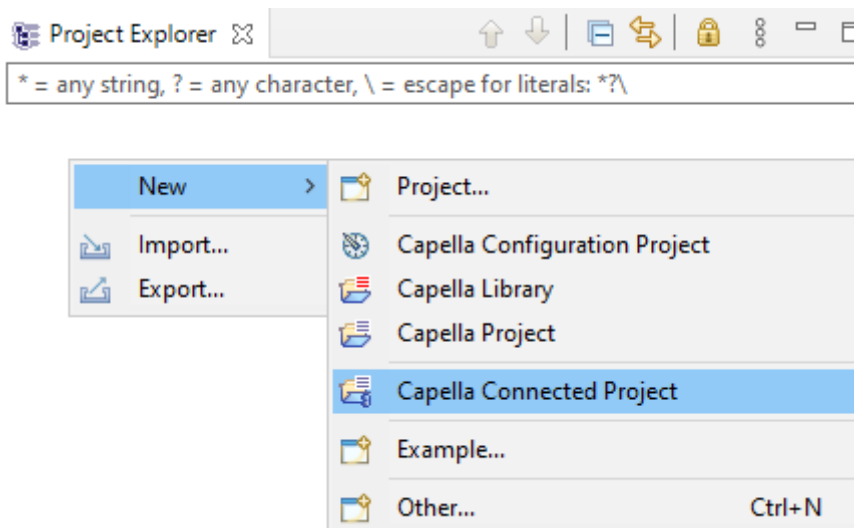 Project Explorer
* = any string, ? = any character, \ = escape for literals: *?\
New
Import...
Export...
Project...
Capella Configuration Project
Capella Library
Capella Project
Capella Connected Project
Example...
Other... Ctrl+N